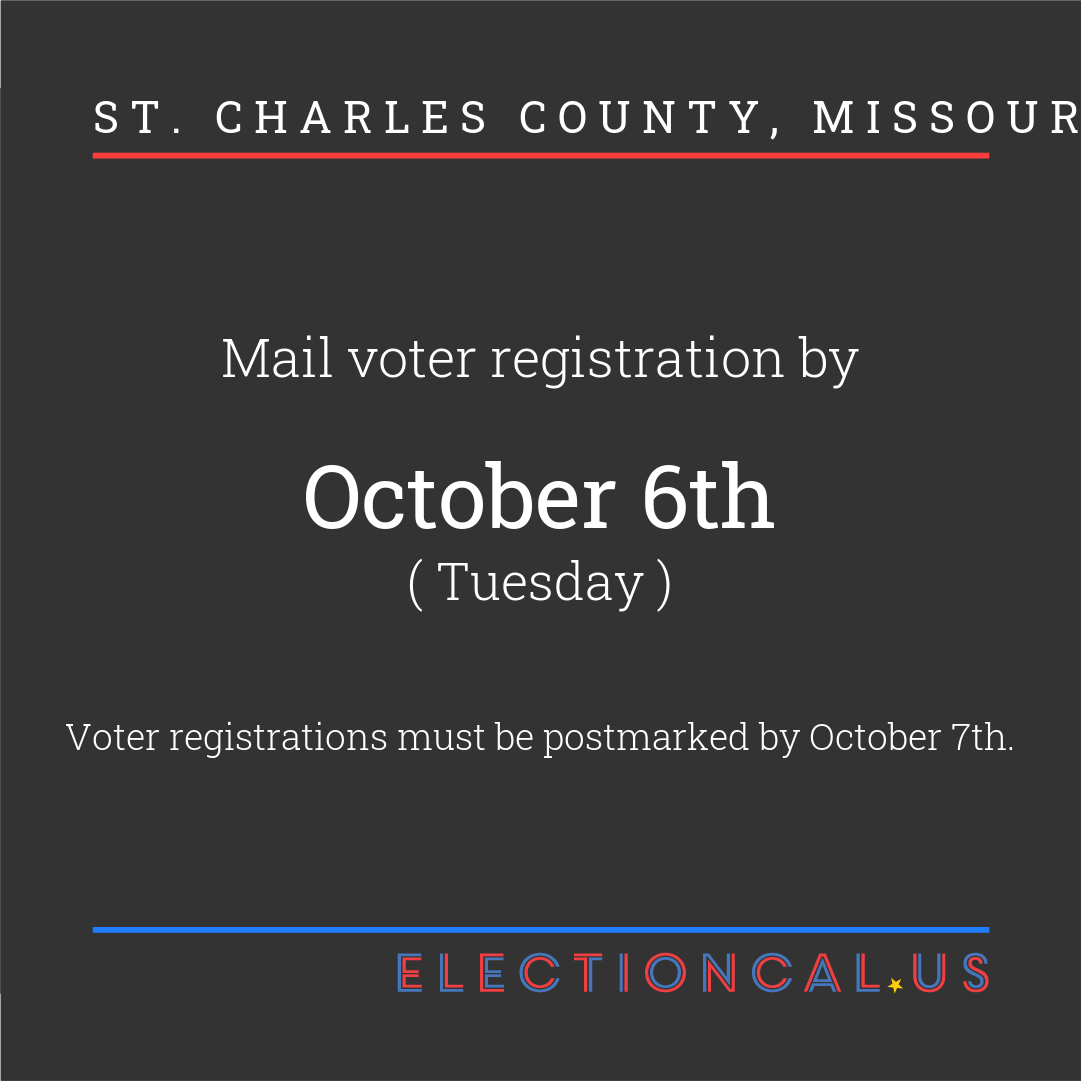 ST. CHARLES COUNTY, MISSOUR
Mail voter registration by
October 6th
( Tuesday )
Voter registrations must be postmarked by October 7th.
ELECTIONCAL.US